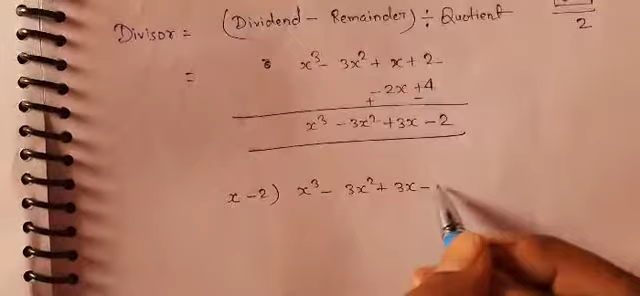 Divisor = (Dividend - Remainder) ÷ Quotient
2
= x³ - 3x² + x + 2
- 2x + 4
+ -
x³ - 3x² + 3x - 2
x - 2) x³ - 3x² + 3x -